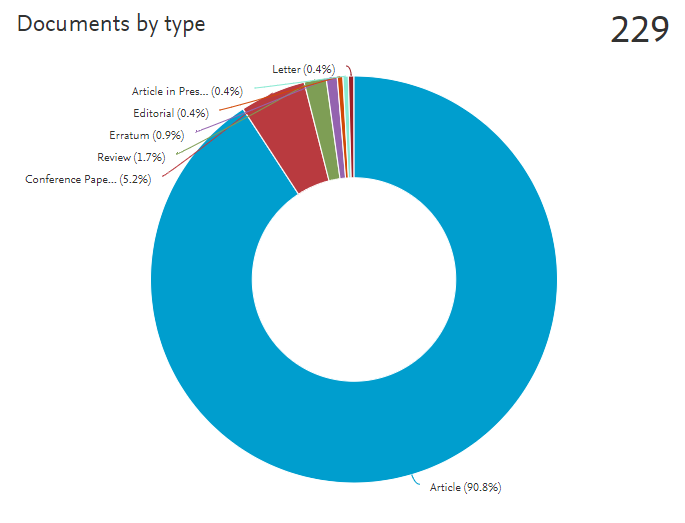 Documents by type
229
Letter (0.4%)
Article in Pres... (0.4%)
Editorial (0.4%)
Erratum (0.9%)
Review (1.7%)
Conference Pape... (5.2%)
Article (90.8%)